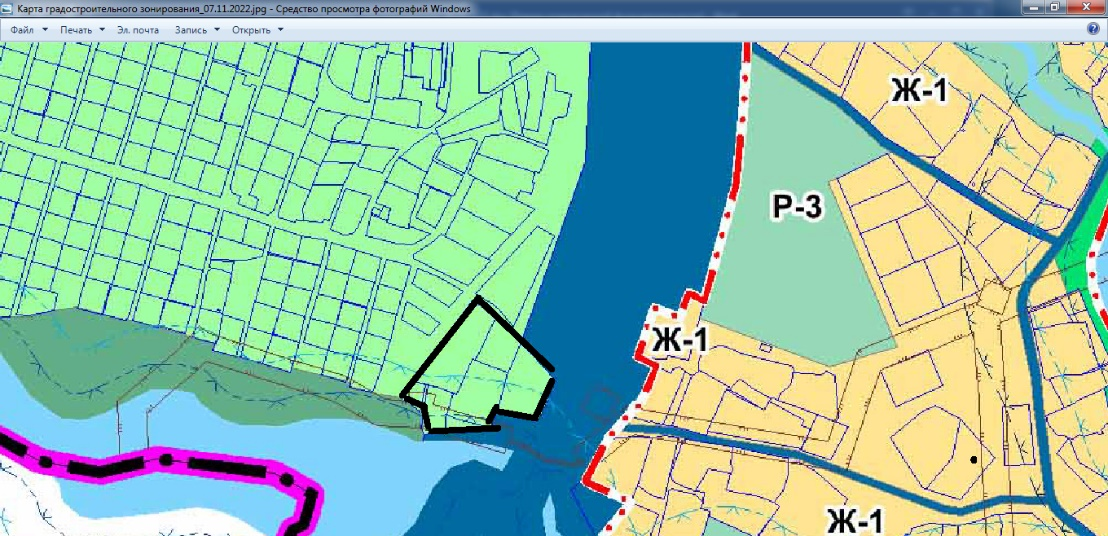 Карта градостроительного зонирования_07.11.2022.jpg - Средство просмотра фотографий Windows
Файл Печать Эл. почта Запись Открыть
Ж-1
Р-3
Ж-1
Ж-1